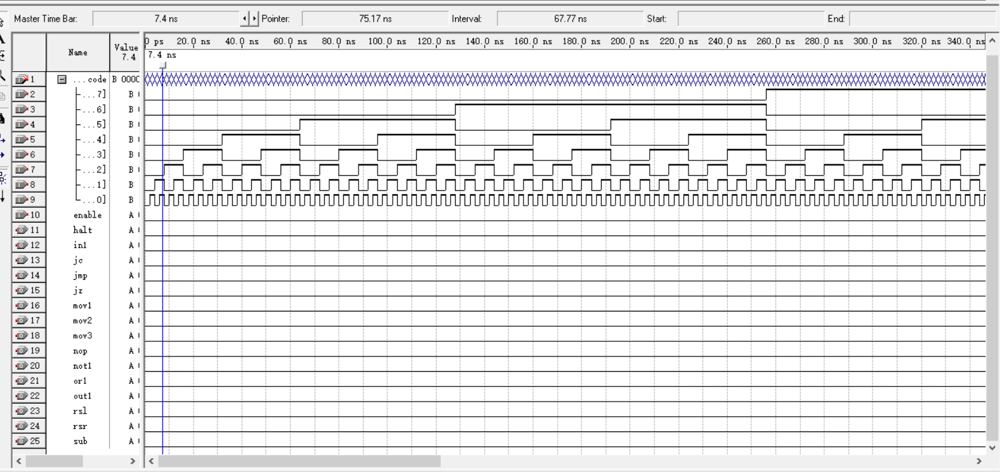 Master Time Bar: 7.4 ns Pointer: 75.17 ns Interval: 67.77 ns Start: End:
Name Value 7.4
0 ps 20.0 ns 40.0 ns 60.0 ns 80.0 ns 100.0 ns 120.0 ns 140.0 ns 160.0 ns 180.0 ns 200.0 ns 220.0 ns 240.0 ns 260.0 ns 280.0 ns 300.0 ns 320.0 ns 340.0 ns
7.4 ns
1 ...code B 0000
2 ...7] B
3 ...6] B
4 ...5] B
5 ...4] B
6 ...3] B
7 ...2] B
8 ...1] B
9 ...0] B
10 enable A
11 halt A
12 in1 A
13 jc A
14 jmp A
15 jz A
16 mov1 A
17 mov2 A
18 mov3 A
19 nop A
20 not1 A
21 or1 A
22 out1 A
23 rsl A
24 rsr A
25 sub A